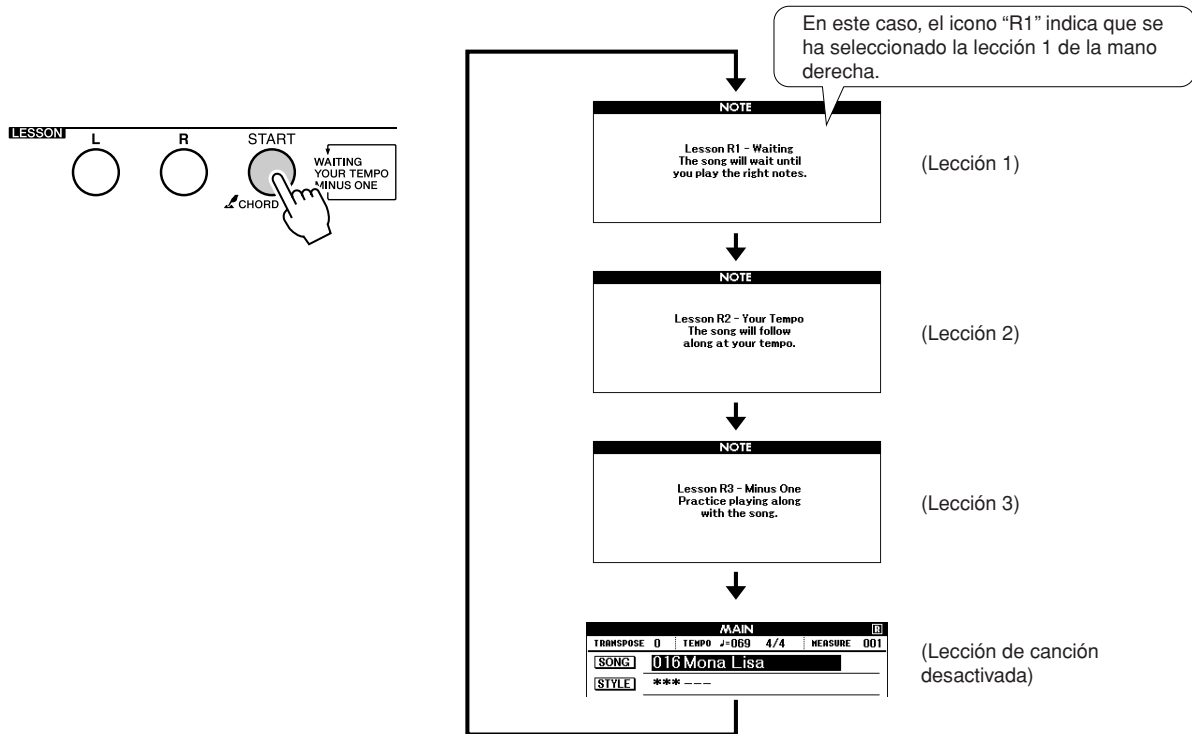 En este caso, el icono “R1” indica que se
ha seleccionado la lección 1 de la mano
derecha.
LESSON
L
R
START
WAITING
YOUR TEMPO
MINUS ONE
CHORD
NOTE
Lesson R1 - Waiting
The song will wait until
you play the right notes.
(Lección 1)
NOTE
Lesson R2 - Your Tempo
The song will follow
along at your tempo.
(Lección 2)
NOTE
Lesson R3 - Minus One
Practice playing along
with the song.
(Lección 3)
MAIN R
TRANSPOSE 0 TEMPO ♩=069 4/4 MEASURE 001
SONG 016 Mona Lisa
STYLE ***---
(Lección de canción
desactivada)